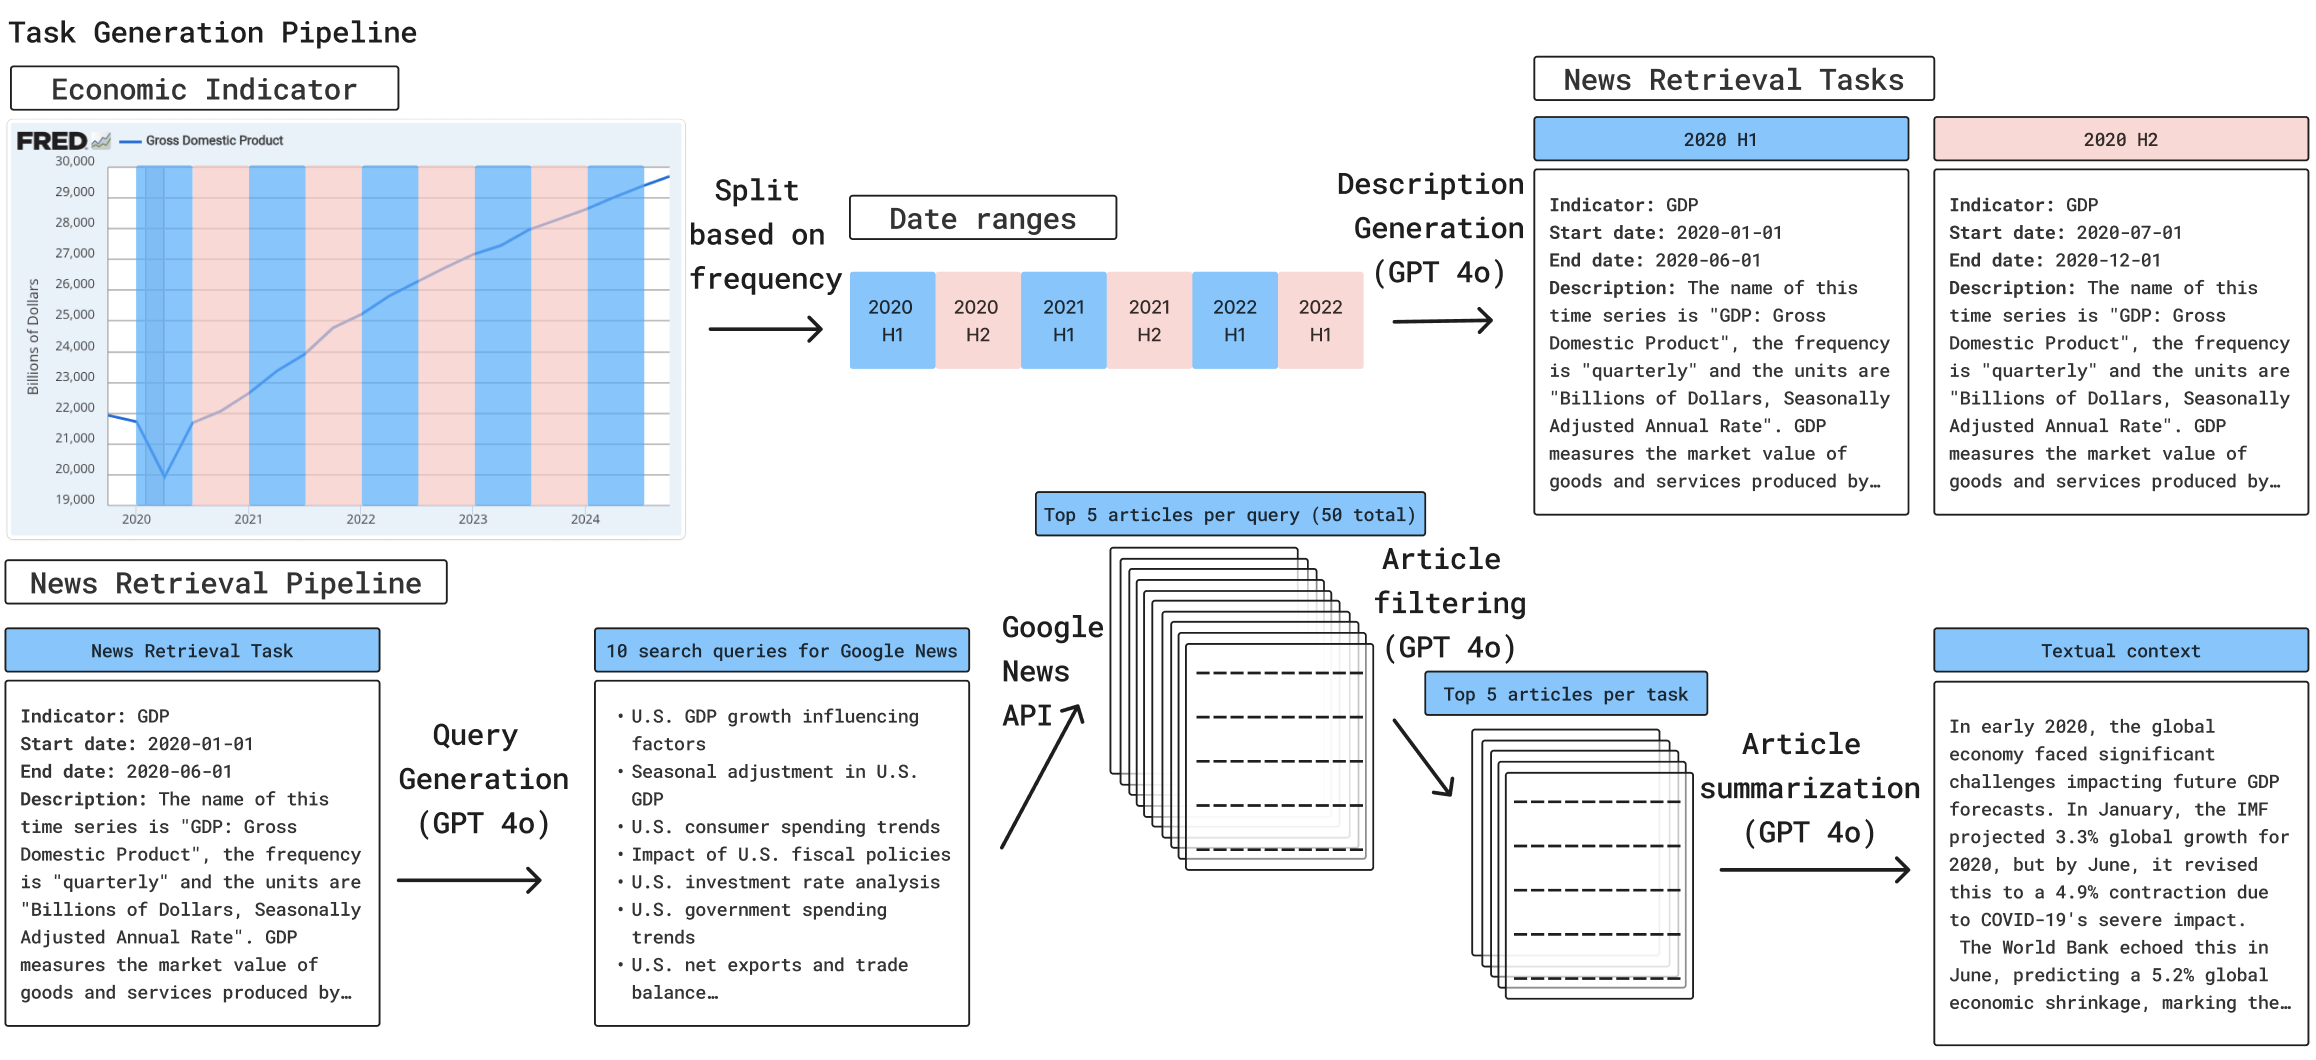 Task Generation Pipeline
Economic Indicator
FRED
Gross Domestic Product
30,000
29,000
28,000
27,000
26,000
25,000
24,000
23,000
22,000
21,000
20,000
19,000
Billions of Dollars
2020
2021
2022
2023
2024
Split
based on
frequency
Date ranges
2020
H1
2020
H2
2021
H1
2021
H2
2022
H1
2022
H1
Description
Generation
(GPT 4o)
News Retrieval Tasks
2020 H1
Indicator: GDP
Start date: 2020-01-01
End date: 2020-06-01
Description: The name of this
time series is "GDP: Gross
Domestic Product", the frequency
is "quarterly" and the units are
"Billions of Dollars, Seasonally
Adjusted Annual Rate". GDP
measures the market value of
goods and services produced by…
2020 H2
Indicator: GDP
Start date: 2020-07-01
End date: 2020-12-01
Description: The name of this
time series is "GDP: Gross
Domestic Product", the frequency
is "quarterly" and the units are
"Billions of Dollars, Seasonally
Adjusted Annual Rate". GDP
measures the market value of
goods and services produced by…
News Retrieval Pipeline
News Retrieval Task
Indicator: GDP
Start date: 2020-01-01
End date: 2020-06-01
Description: The name of this
time series is "GDP: Gross
Domestic Product", the frequency
is "quarterly" and the units are
"Billions of Dollars, Seasonally
Adjusted Annual Rate". GDP
measures the market value of
goods and services produced by…
Query
Generation
(GPT 4o)
10 search queries for Google News
• U.S. GDP growth influencing
factors
• Seasonal adjustment in U.S.
GDP
• U.S. consumer spending trends
• Impact of U.S. fiscal policies
• U.S. investment rate analysis
• U.S. government spending
trends
• U.S. net exports and trade
balance…
Google
News
API
Top 5 articles per query (50 total)
Article
filtering
(GPT 4o)
Top 5 articles per task
Article
summarization
(GPT 4o)
Textual context
In early 2020, the global
economy faced significant
challenges impacting future GDP
forecasts. In January, the IMF
projected 3.3% global growth for
2020, but by June, it revised
this to a 4.9% contraction due
to COVID-19's severe impact.
The World Bank echoed this in
June, predicting a 5.2% global
economic shrinkage, marking the…